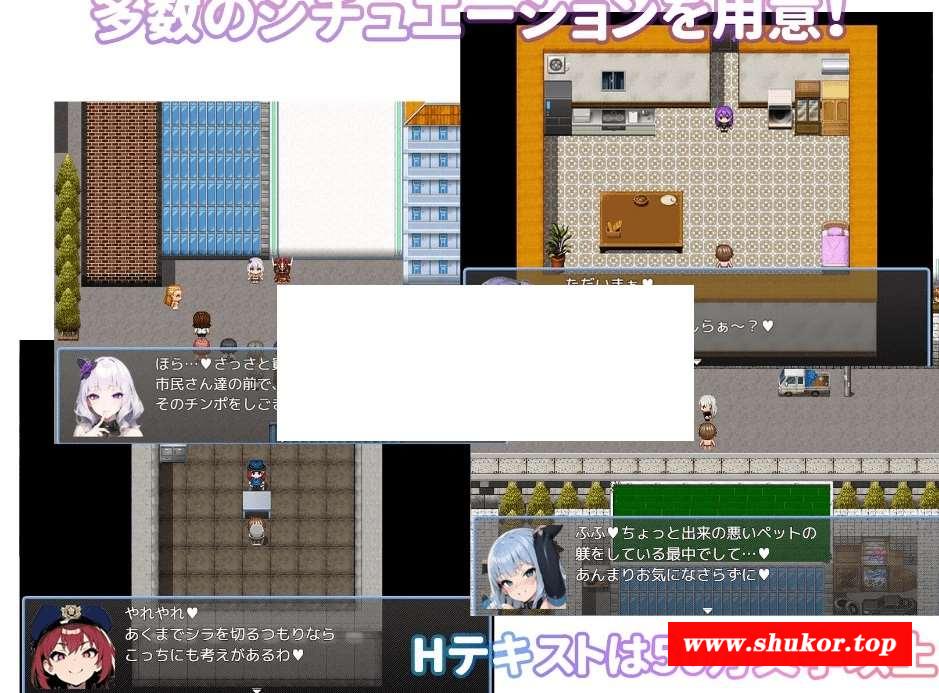 多数のシチュエーションを用意！
ただいまぁ♥
しらぁ～？♥
ほら…♥さっさと
市民さん達の前で、
そのチンポをしごき
ふふ♥ちょっと出来の悪いペットの
躾をしている最中でして…♥
あんまりお気になさらずに♥
やれやれ♥
あくまでシラを切るつもりなら
こっちにも考えがあるわ♥
Hテキストは
www.shukor.top